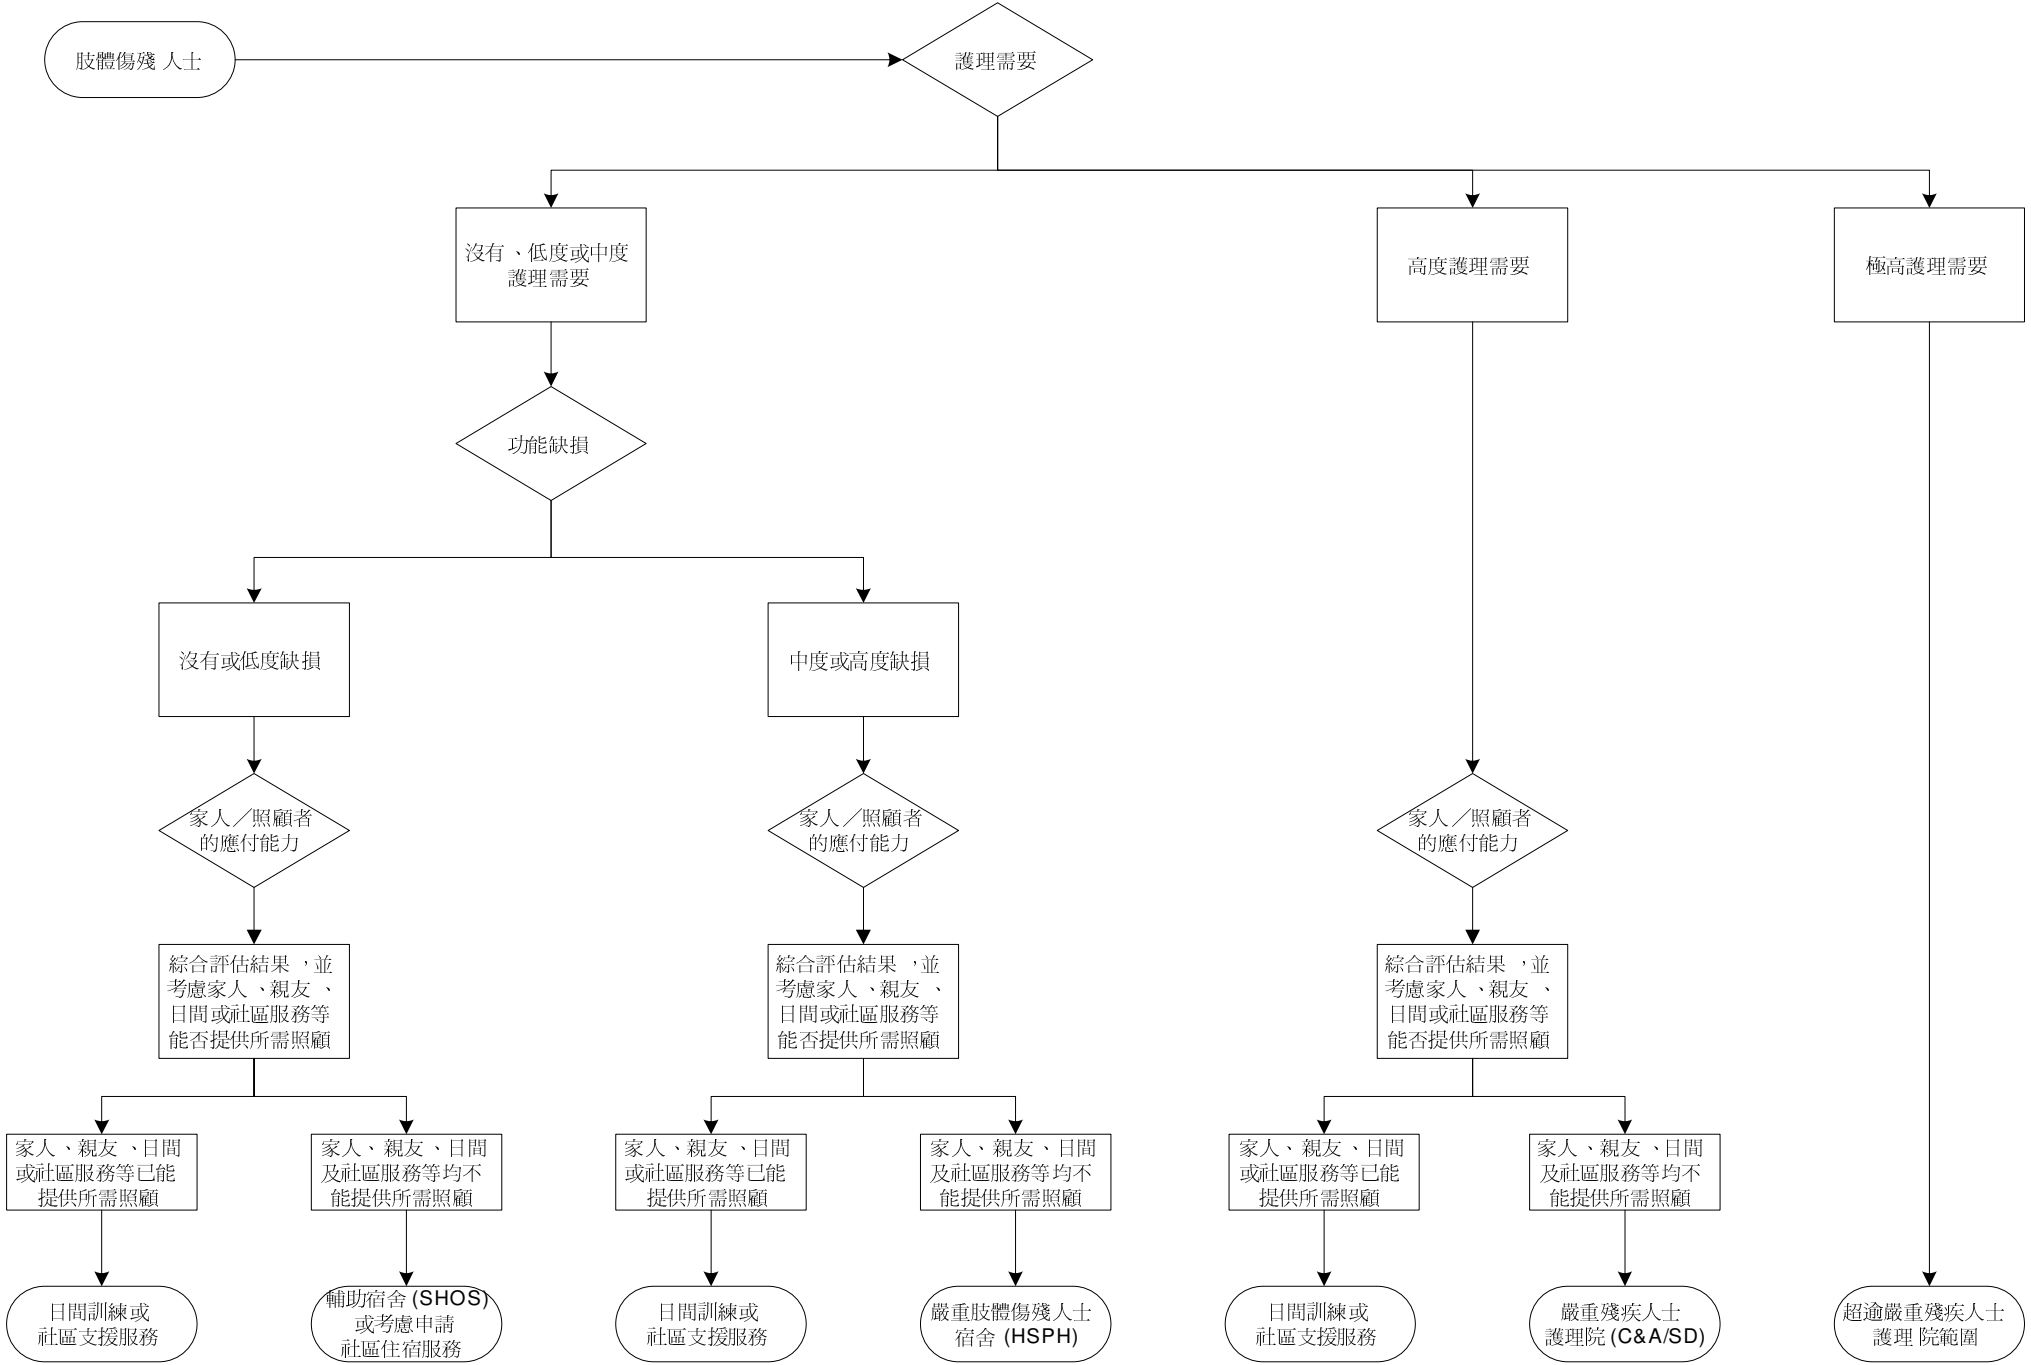 肢體傷殘人士
護理需要
沒有、低度或中度
護理需要
高度護理需要
極高護理需要
功能缺損
沒有或低度缺損
中度或高度缺損
家人／照顧者
的應付能力
家人／照顧者
的應付能力
家人／照顧者
的應付能力
綜合評估結果，並
考慮家人、親友、
日間或社區服務等
能否提供所需照顧
綜合評估結果，並
考慮家人、親友、
日間或社區服務等
能否提供所需照顧
綜合評估結果，並
考慮家人、親友、
日間或社區服務等
能否提供所需照顧
家人、親友、日間
或社區服務等已能
提供所需照顧
家人、親友、日間
及社區服務等均不
能提供所需照顧
家人、親友、日間
或社區服務等已能
提供所需照顧
家人、親友、日間
及社區服務等均不
能提供所需照顧
家人、親友、日間
或社區服務等已能
提供所需照顧
家人、親友、日間
及社區服務等均不
能提供所需照顧
日間訓練或
社區支援服務
輔助宿舍 (SHOS)
或考慮申請
社區住宿服務
日間訓練或
社區支援服務
嚴重肢體傷殘人士
宿舍 (HSPH)
日間訓練或
社區支援服務
嚴重殘疾人士
護理院 (C&A/SD)
超逾嚴重殘疾人士
護理院範圍